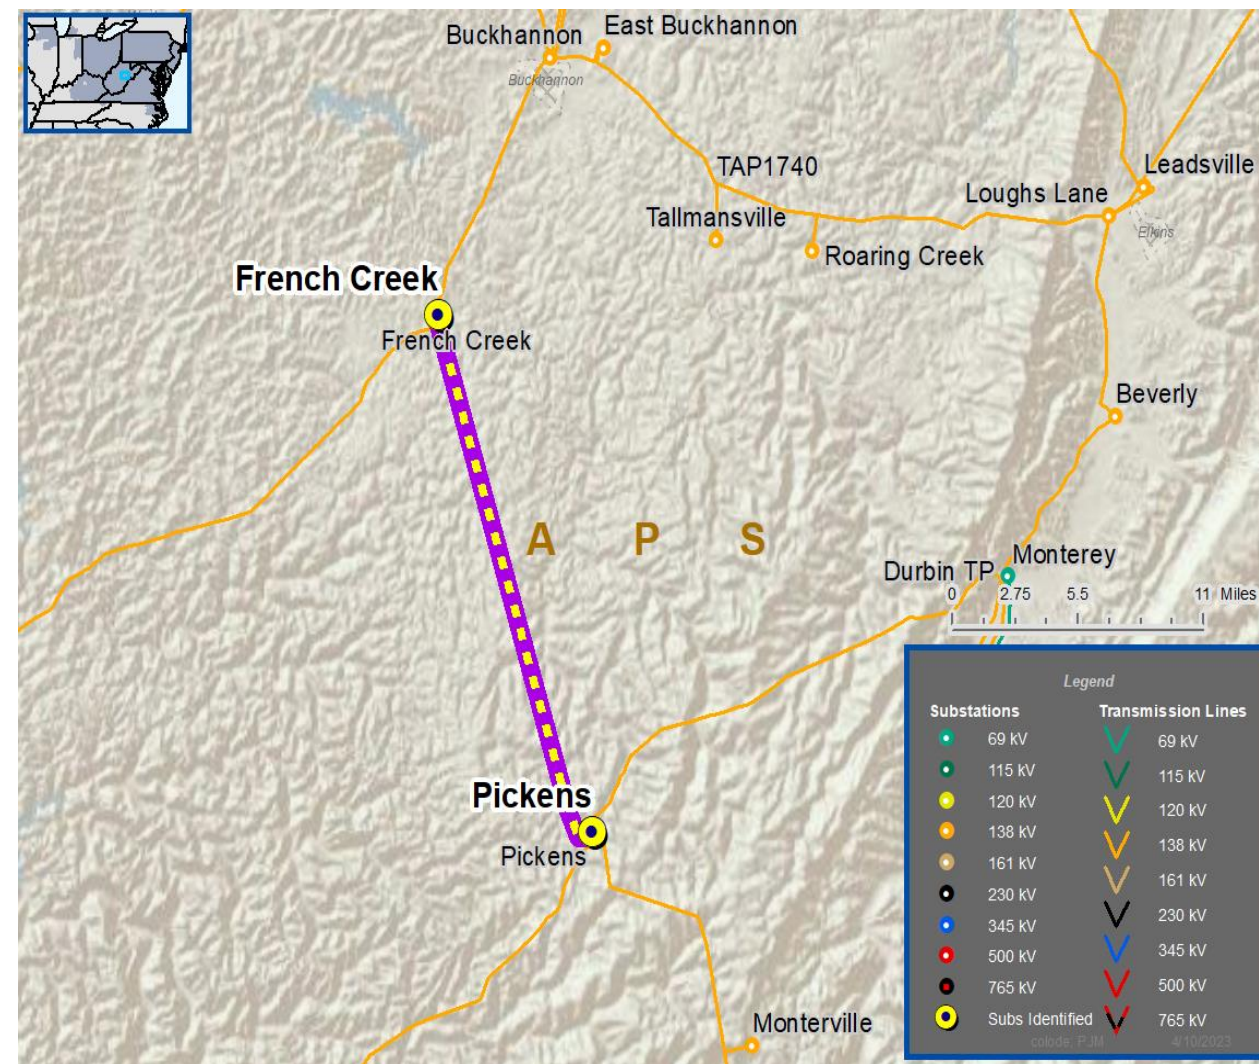 Buckhannon
East Buckhannon
Buckhannon
TAP1740
Leadsville
Loughs Lane
Tallmansville
Elkins
Roaring Creek
French Creek
French Creek
Beverly
A P S
Durbin TP
Monterey
0 2.75 5.5 11 Miles
Pickens
Pickens
Monterville
Legend
Substations
69 kV
115 kV
120 kV
138 kV
161 kV
230 kV
345 kV
500 kV
765 kV
Subs Identified
Transmission Lines
69 kV
115 kV
120 kV
138 kV
161 kV
230 kV
345 kV
500 kV
765 kV
colode; PJM 4/10/2023